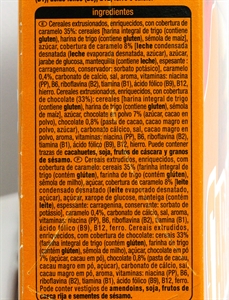 (B1), ácido fólico (B9), B12, hierro.
ingredientes
Cereales extrusionados, enriquecidos, con cobertura de
caramelo 35%: cereales [harina integral de trigo (contiene
gluten), harina de trigo (contiene gluten), sémola de maíz],
azúcar, cobertura de caramelo 8% [leche condensada
desnatada (leche evaporada desnatada, azúcar), azúcar,
jarabe de glucosa, mantequilla (contiene leche), espesante:
carragenanos, conservador: sorbato potásico], caramelo
0,4%, carbonato de calcio, sal, aroma, vitaminas: niacina
(PP), B6, riboflavina (B2), tiamina (B1), ácido fólico (B9), B12,
hierro. Cereales extrusionados, enriquecidos, con chocolate
(33%): cereales [harina integral de trigo (contiene
gluten), harina de trigo (contiene gluten), sémola de
maíz], azúcar, chocolate en polvo 7% (azúcar, cacao en
polvo), chocolate 0,8% (pasta de cacao, azúcar, cacao magro
en polvo, azúcar), carbonato de calcio, sal, cacao magro en
polvo, aroma, vitaminas: niacina (PP), B6, riboflavina (B2),
tiamina (B1), ácido fólico (B9), B12, hierro. Puede contener
trazas de cacahuetes, soja, frutos de cáscara y granos
de sésamo. Cereais extrudidos, enriquecidos, com
cobertura de caramelo: cereais 35% [farinha integral de
trigo (contém glúten), farinha de trigo (contém glúten),
sêmola de milho], azúcar, cobertura de caramelo 8% [leite
condensado desnatado (leite evaporado desnatado, açúcar),
açúcar, xarope de glucose, manteiga (contém
leite), espessante: carragenina, conservante: sorbato de
potássio], caramelo 0,4%, carbonato de cálcio, sal, aroma,
vitaminas: niacina (PP), B6, riboflavina (B2), tiamina (B1),
ácido fólico (B9), B12, ferro. Cereais extrudidos,
enriquecidos, com cobertura de chocolate: cereais 33%
[farinha integral de trigo (contém glúten), farinha de trigo
(contém glúten), sêmola de milho], açúcar, chocolate em pó
7% (açúcar, cacau em pó), chocolate 0,8% (pasta de cacau,
cacau magro em pó, açúcar), carbonato de cálcio, sal,
cacau magro em pó, aroma, vitaminas: niacina (PP), B6,
riboflavina (B2), tiamina (B1), ácido fólico (B9), B12, ferro.
Pode conter vestígios de amendoins, soja, frutos de
casca rija e sementes de sésamo.